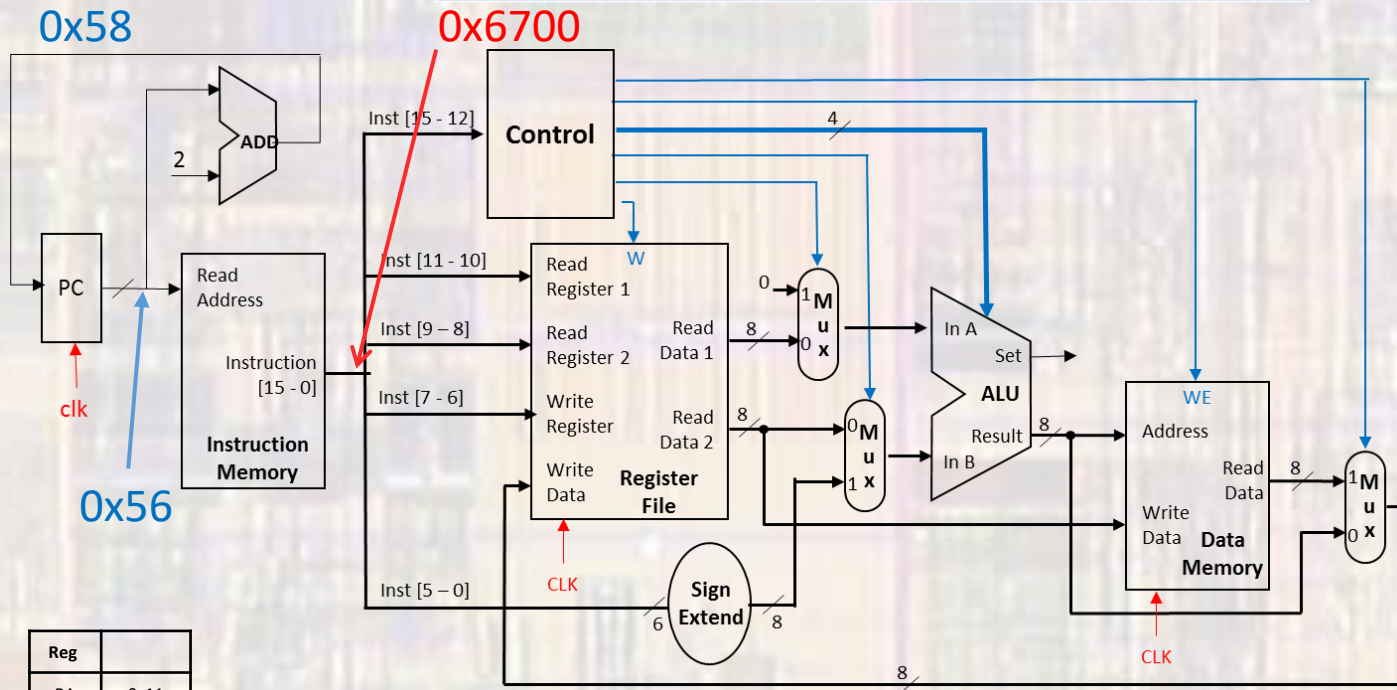 0x58
0x6700
ADD
2
Inst [15 - 12]
Control
4
PC
clk
Read
Address
Instruction
[15 - 0]
Instruction
Memory
0x56
Inst [11 - 10]
Inst [9 – 8]
Inst [7 - 6]
Inst [5 – 0]
W
Read
Register 1
Read
Register 2
Write
Register
Write
Data
Read
Data 1
Read
Data 2
Register
File
CLK
8
8
0
1
0
M
u
x
0
1
M
u
x
6
Sign
Extend
8
In A
Set
ALU
Result
In B
8
WE
Address
Read
Data
Write
Data
Data
Memory
CLK
8
1
0
M
u
x
8
Reg